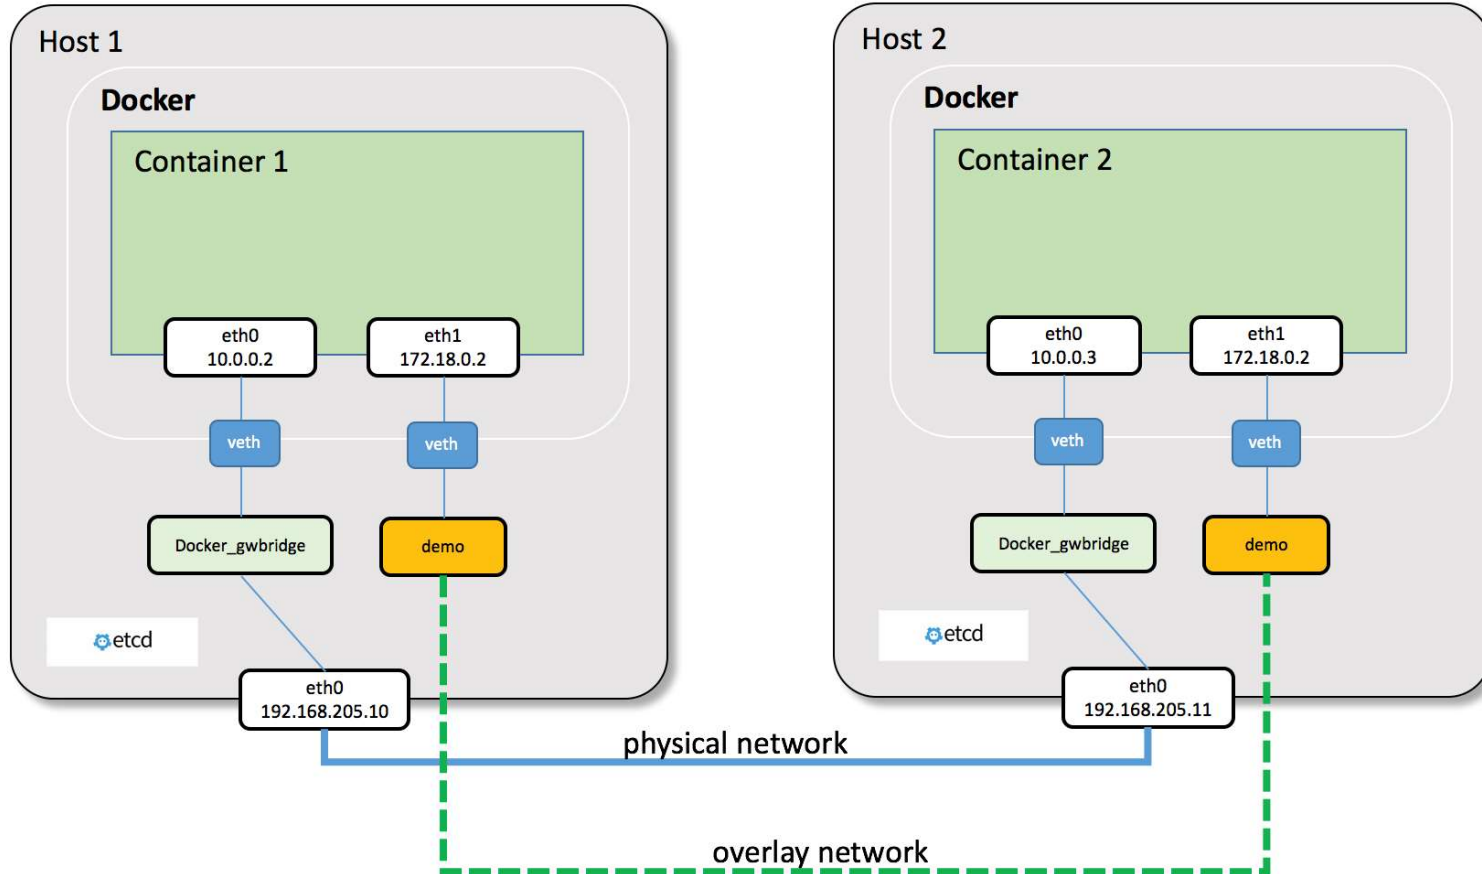 Host 1
Docker
Container 1
eth0
10.0.0.2
eth1
172.18.0.2
veth
veth
Docker_gwbridge
demo
etcd
eth0
192.168.205.10
Host 2
Docker
Container 2
eth0
10.0.0.3
eth1
172.18.0.2
veth
veth
Docker_gwbridge
demo
etcd
eth0
192.168.205.11
physical network
overlay network